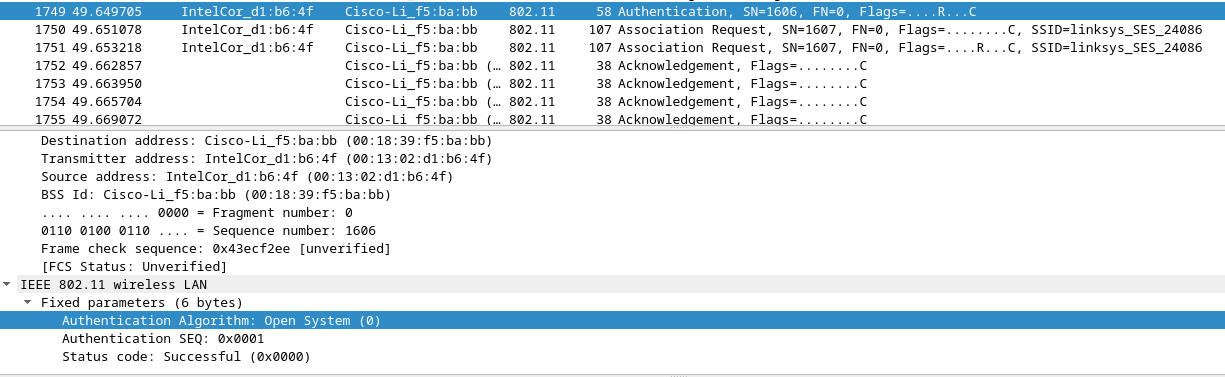 1749 49.649705 IntelCor_d1:b6:4f Cisco-Li_f5:ba:bb 802.11 58 Authentication, SN=1606, FN=0, Flags=....R...C
1750 49.651078 IntelCor_d1:b6:4f Cisco-Li_f5:ba:bb 802.11 107 Association Request, SN=1607, FN=0, Flags=........C, SSID=linksys_SES_24086
1751 49.653218 IntelCor_d1:b6:4f Cisco-Li_f5:ba:bb 802.11 107 Association Request, SN=1607, FN=0, Flags=....R...C, SSID=linksys_SES_24086
1752 49.662857 Cisco-Li_f5:ba:bb (… 802.11 38 Acknowledgement, Flags=........C
1753 49.663950 Cisco-Li_f5:ba:bb (… 802.11 38 Acknowledgement, Flags=........C
1754 49.665704 Cisco-Li_f5:ba:bb (… 802.11 38 Acknowledgement, Flags=........C
1755 49.669072 Cisco-Li_f5:ba:bb (… 802.11 38 Acknowledgement, Flags=........C
Destination address: Cisco-Li_f5:ba:bb (00:18:39:f5:ba:bb)
Transmitter address: IntelCor_d1:b6:4f (00:13:02:d1:b6:4f)
Source address: IntelCor_d1:b6:4f (00:13:02:d1:b6:4f)
BSS Id: Cisco-Li_f5:ba:bb (00:18:39:f5:ba:bb)
.... .... .... 0000 = Fragment number: 0
0110 0100 0110 .... = Sequence number: 1606
Frame check sequence: 0x43ecf2ee [unverified]
[FCS Status: Unverified]
IEEE 802.11 wireless LAN
Fixed parameters (6 bytes)
Authentication Algorithm: Open System (0)
Authentication SEQ: 0x0001
Status code: Successful (0x0000)